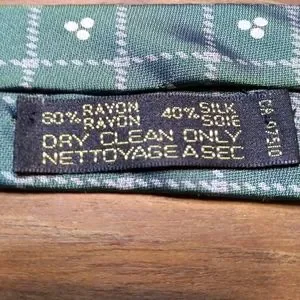 60% RAYON 40% SILK
RAYON SOIE
DRY CLEAN ONLY
NETTOYAGE A SEC